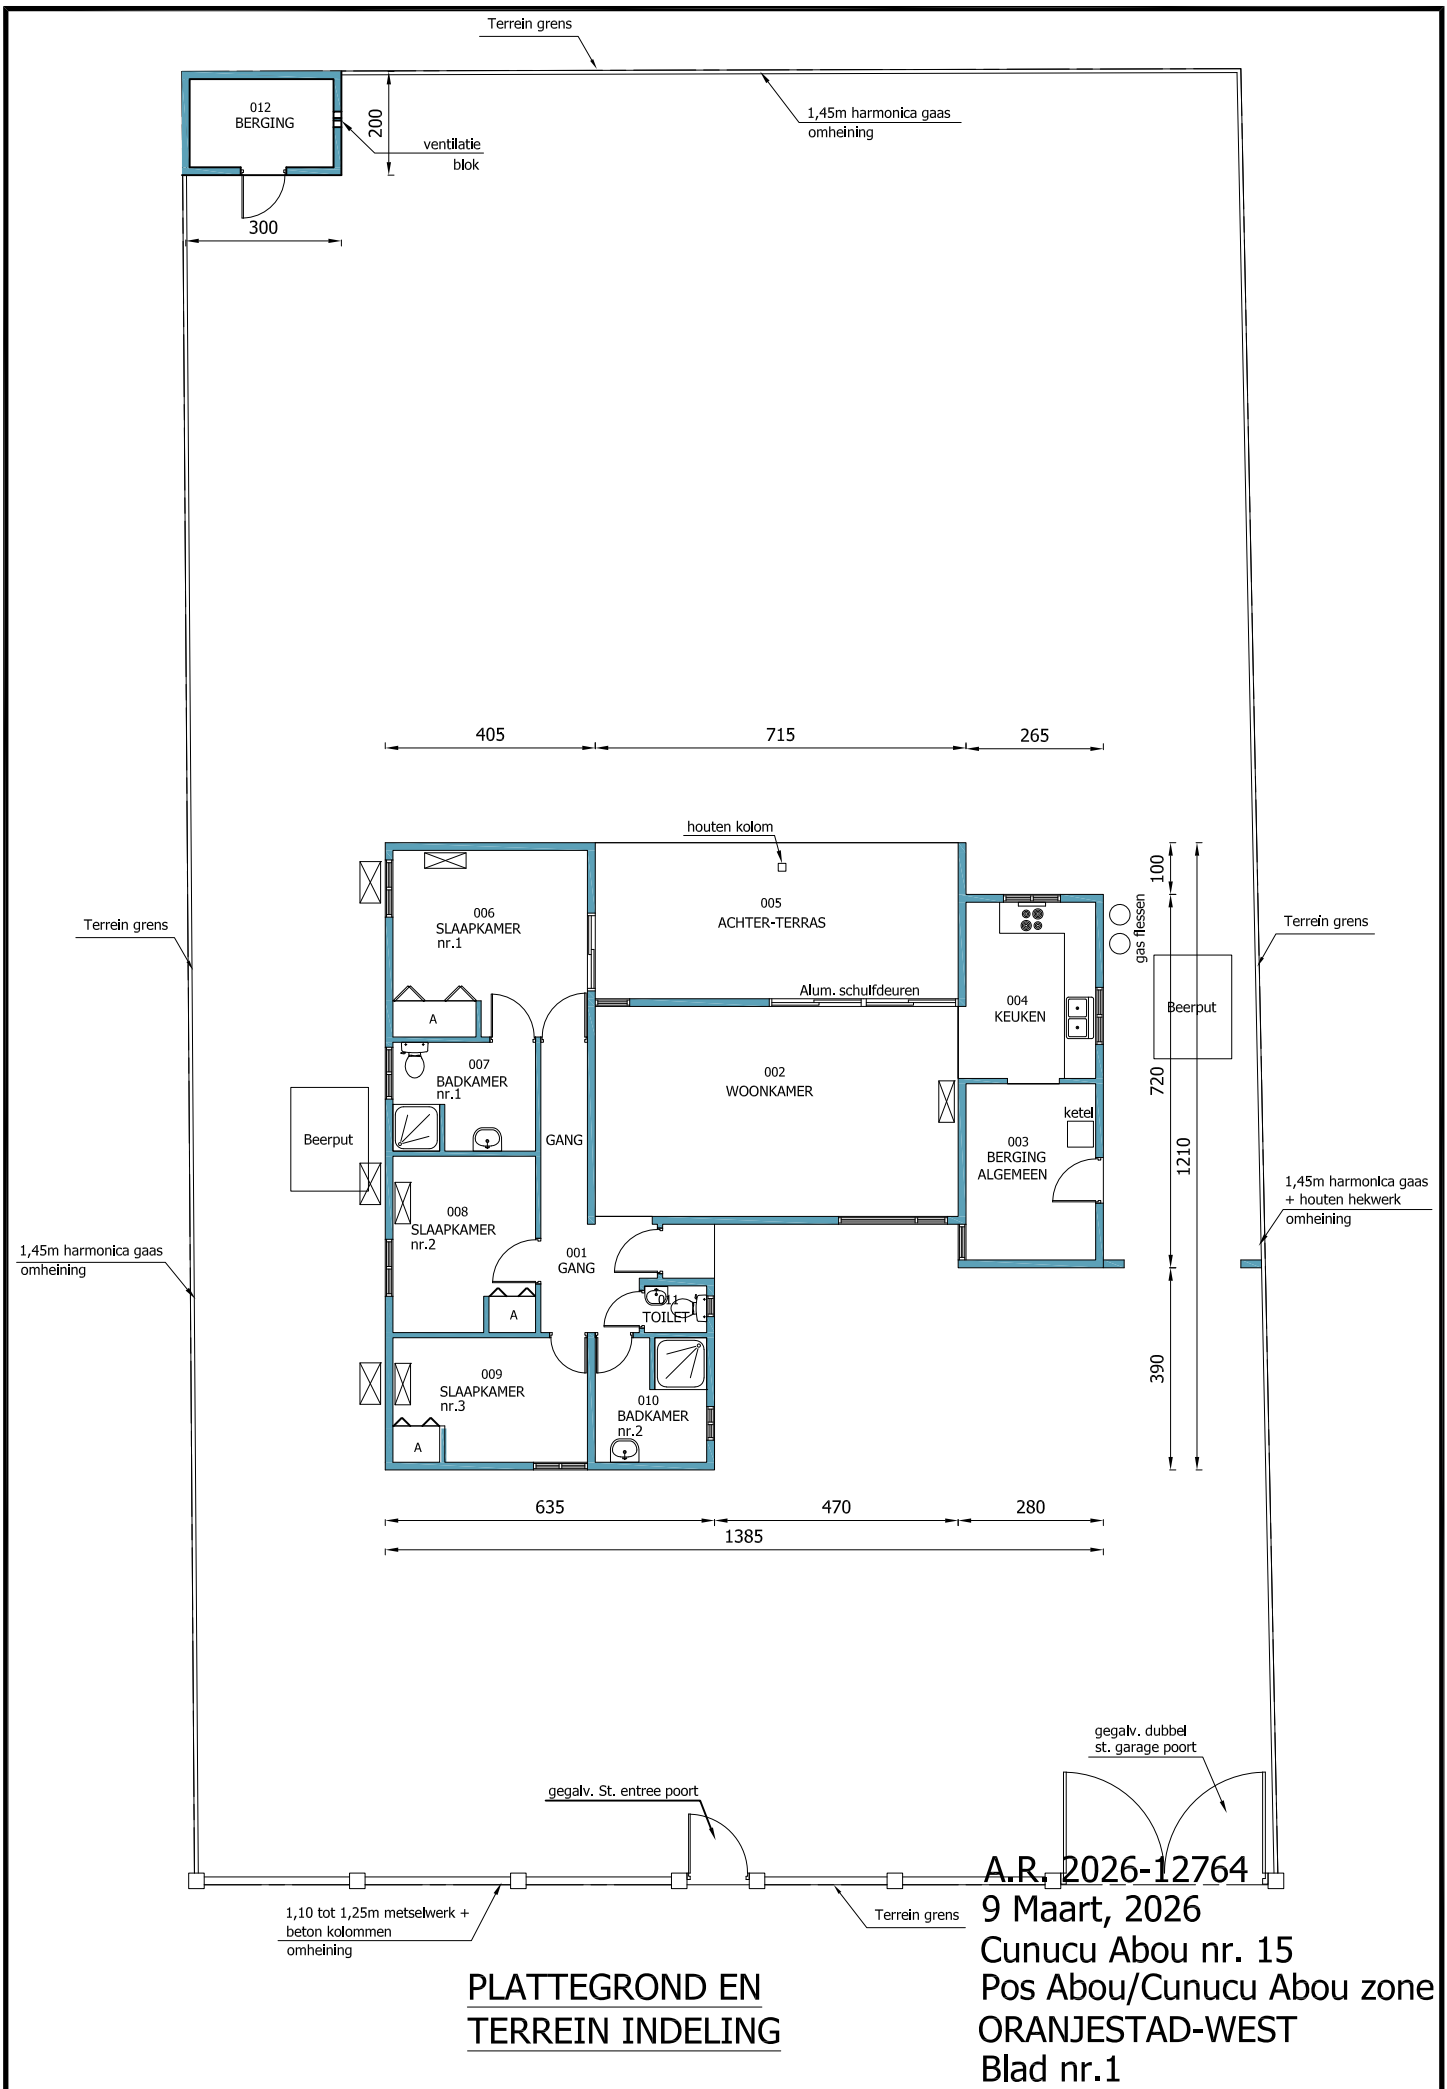 Terrein grens
012
BERGING
200
1,45m harmonica gaas
omheining
ventilatie
blok
300
405
715
265
houten kolom
100
gas flessen
006
SLAAPKAMER
nr.1
005
ACHTER-TERRAS
Terrein grens
Terrein grens
Alum. schuifdeuren
A
004
KEUKEN
Beerput
007
BADKAMER
nr.1
002
WOONKAMER
720
ketel
Beerput
GANG
003
BERGING
ALGEMEEN
1210
1,45m harmonica gaas
+ houten hekwerk
omheining
008
SLAAPKAMER
nr.2
1,45m harmonica gaas
omheining
001
GANG
A
011
TOILET
390
009
SLAAPKAMER
nr.3
010
BADKAMER
nr.2
A
635
470
280
1385
gegalv. dubbel
st. garage poort
gegalv. St. entree poort
1,10 tot 1,25m metselwerk +
beton kolommen
omheining
Terrein grens
A.R. 2026-12764
9 Maart, 2026
Cunucu Abou nr. 15
Pos Abou/Cunucu Abou zone
ORANJESTAD-WEST
Blad nr.1
PLATTEGROND EN
TERREIN INDELING